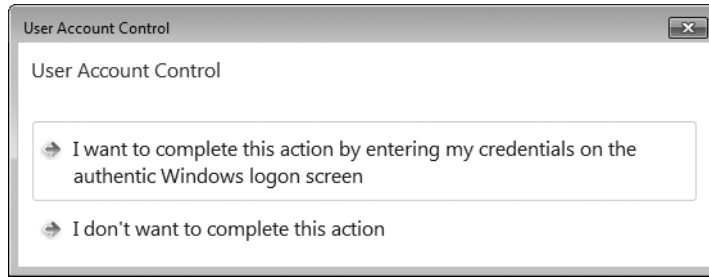 User Account Control
User Account Control
I want to complete this action by entering my credentials on the
authentic Windows logon screen
I don't want to complete this action